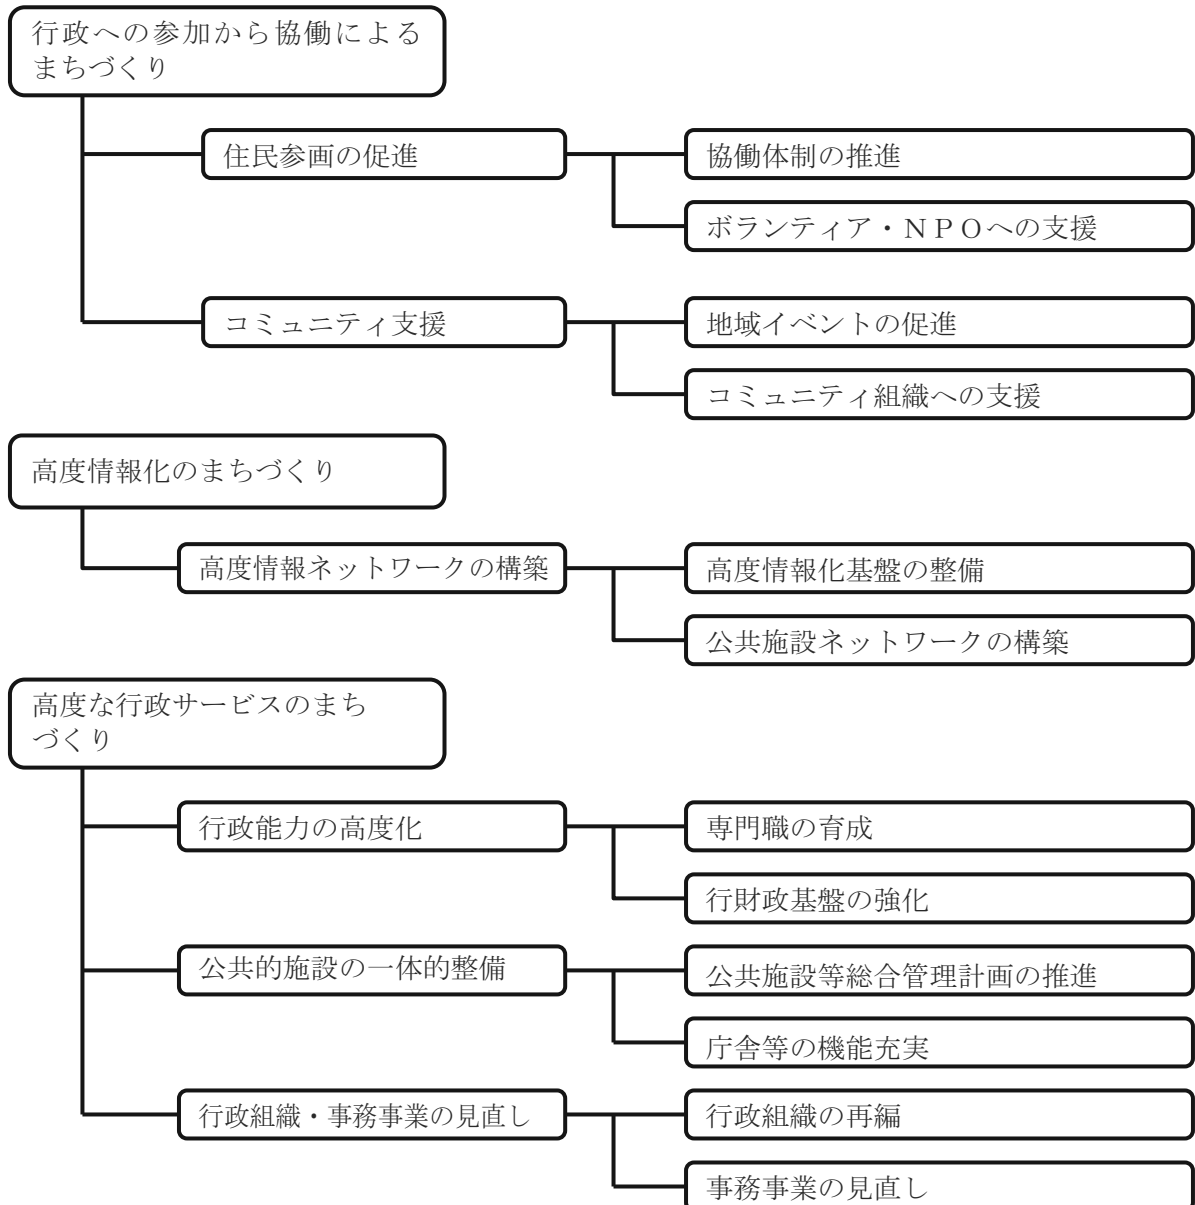 行政への参加から協働による
まちづくり
住民参画の促進
協働体制の推進
ボランティア・ＮＰＯへの支援
コミュニティ支援
地域イベントの促進
コミュニティ組織への支援
高度情報化のまちづくり
高度情報ネットワークの構築
高度情報化基盤の整備
公共施設ネットワークの構築
高度な行政サービスのまち
づくり
行政能力の高度化
専門職の育成
行財政基盤の強化
公共的施設の一体的整備
公共施設等総合管理計画の推進
庁舎等の機能充実
行政組織・事務事業の見直し
行政組織の再編
事務事業の見直し